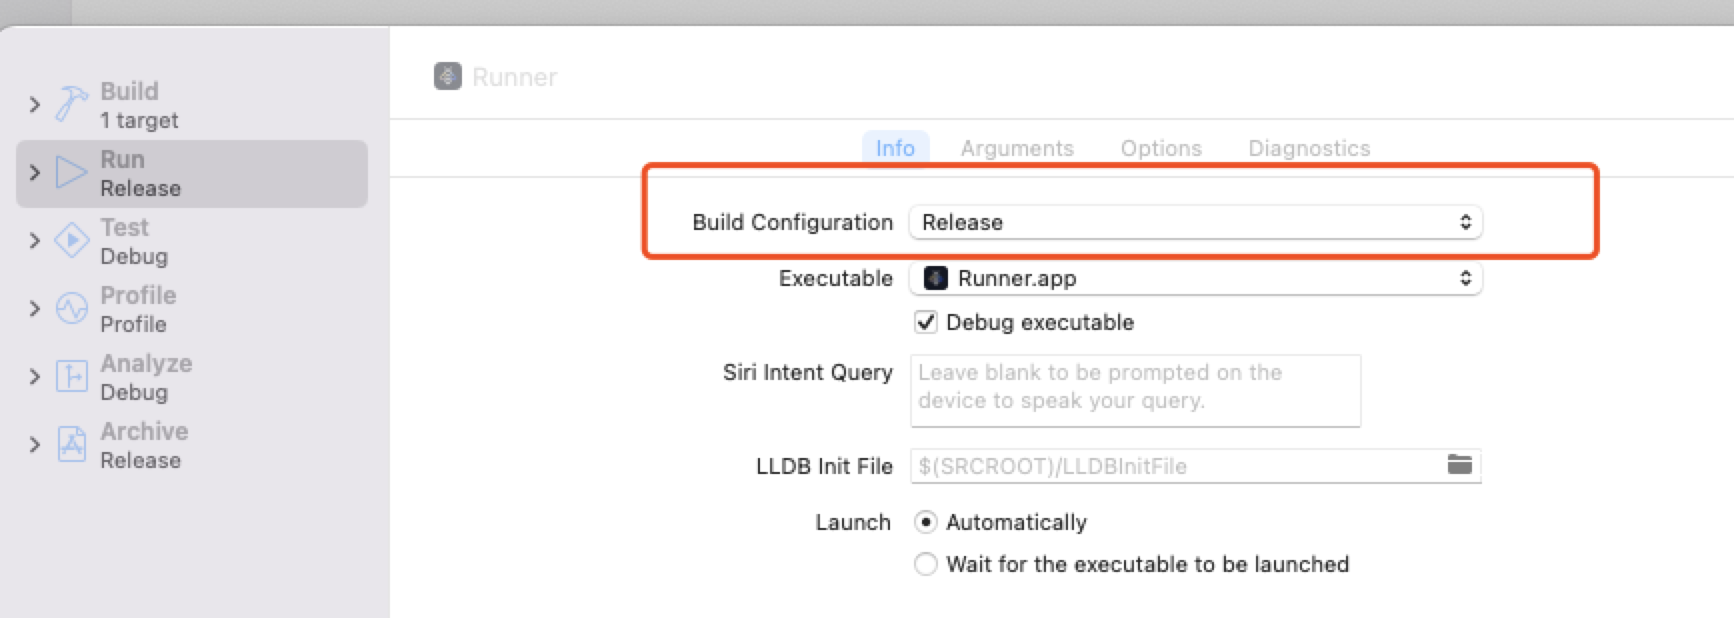 Build
1 target
Run
Release
Test
Debug
Profile
Profile
Analyze
Debug
Archive
Release
Runner
Info Arguments Options Diagnostics
Build Configuration Release
Executable Runner.app
Debug executable
Siri Intent Query Leave blank to be prompted on the
device to speak your query.
LLDB Init File $(SRCROOT)/LLDBInitFile
Launch Automatically
Wait for the executable to be launched